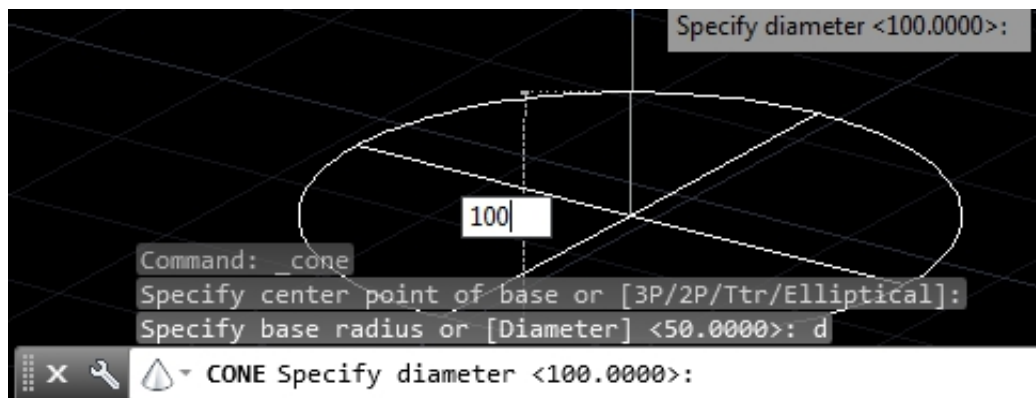 Specify diameter <100.0000>:
100
Command: _cone
Specify center point of base or [3P/2P/Ttr/Elliptical]:
Specify base radius or [Diameter] <50.0000>: d
CONE Specify diameter <100.0000>: